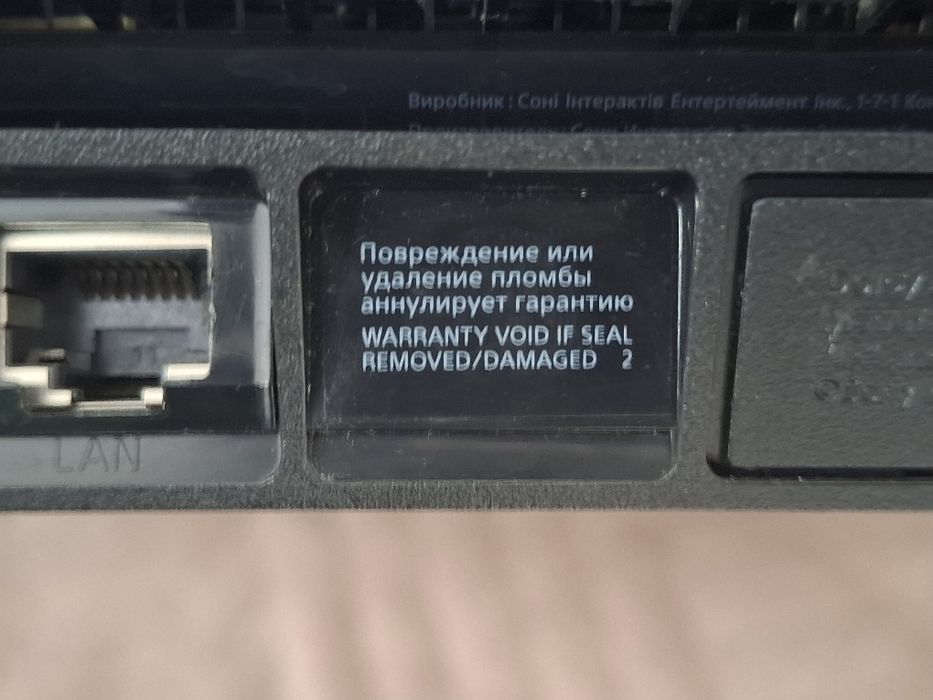 Виробник : Соні Інтерактів Ентертеймент Інк., 1-7-1
Повреждение или
удаление пломбы
аннулирует гарантию
WARRANTY VOID IF SEAL
REMOVED/DAMAGED 2
LAN